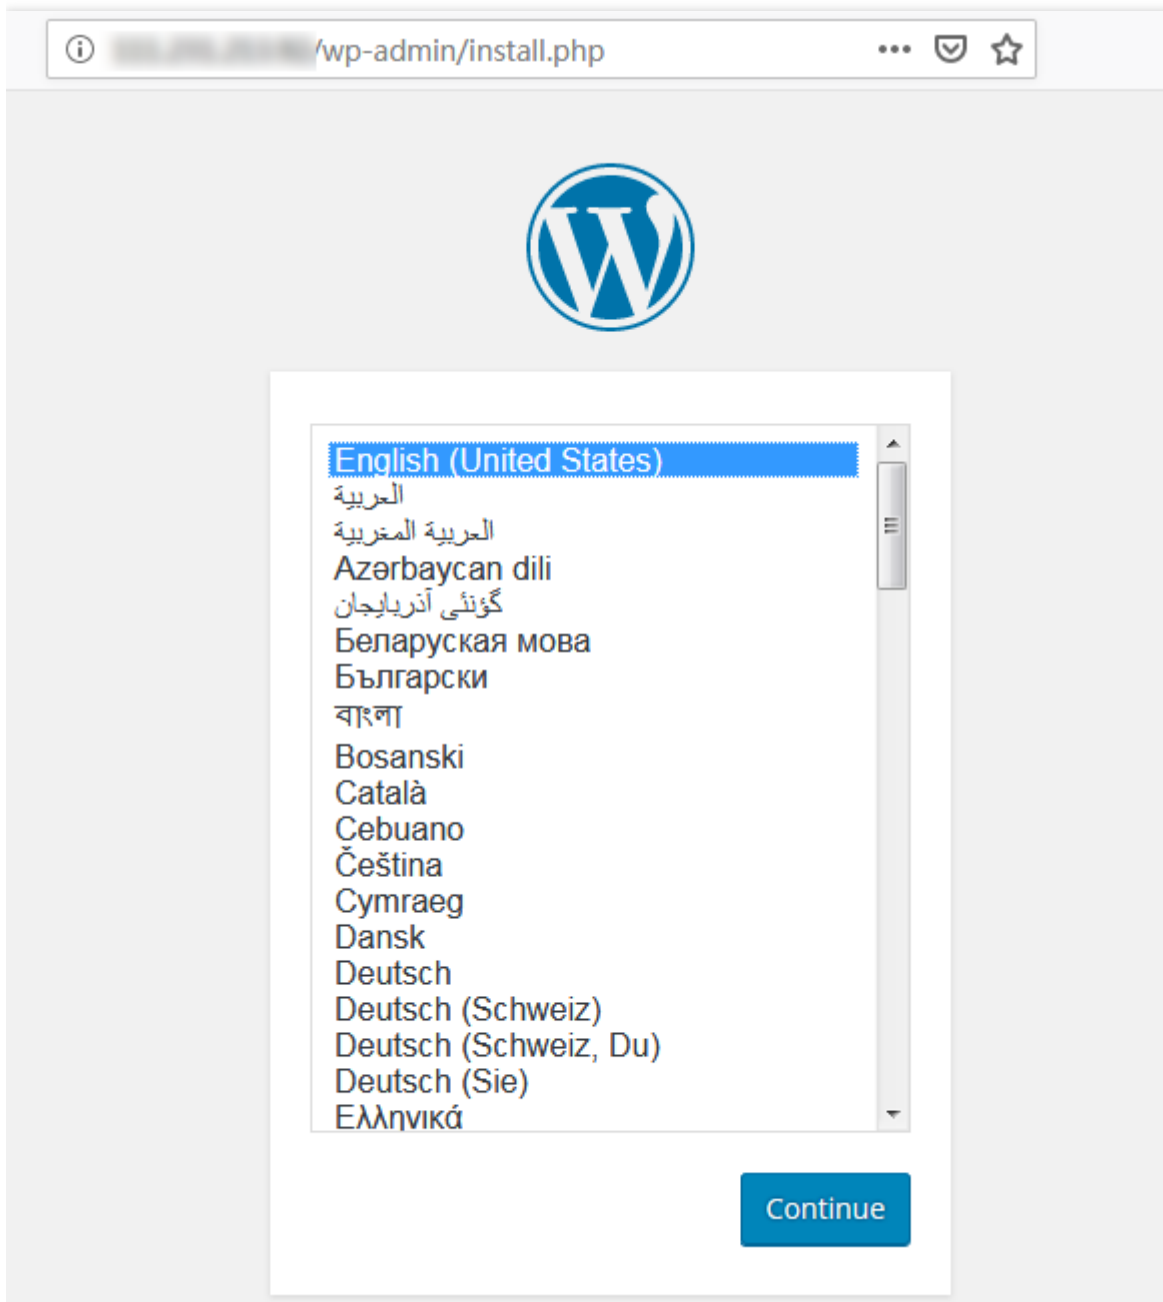 /wp-admin/install.php
English (United States)
العربية
العربية المغربية
Azərbaycan dili
گؤنئی آذربایجان
Беларуская мова
Български
বাংলা
Bosanski
Català
Cebuano
Čeština
Cymraeg
Dansk
Deutsch
Deutsch (Schweiz)
Deutsch (Schweiz, Du)
Deutsch (Sie)
Ελληνικά
Continue